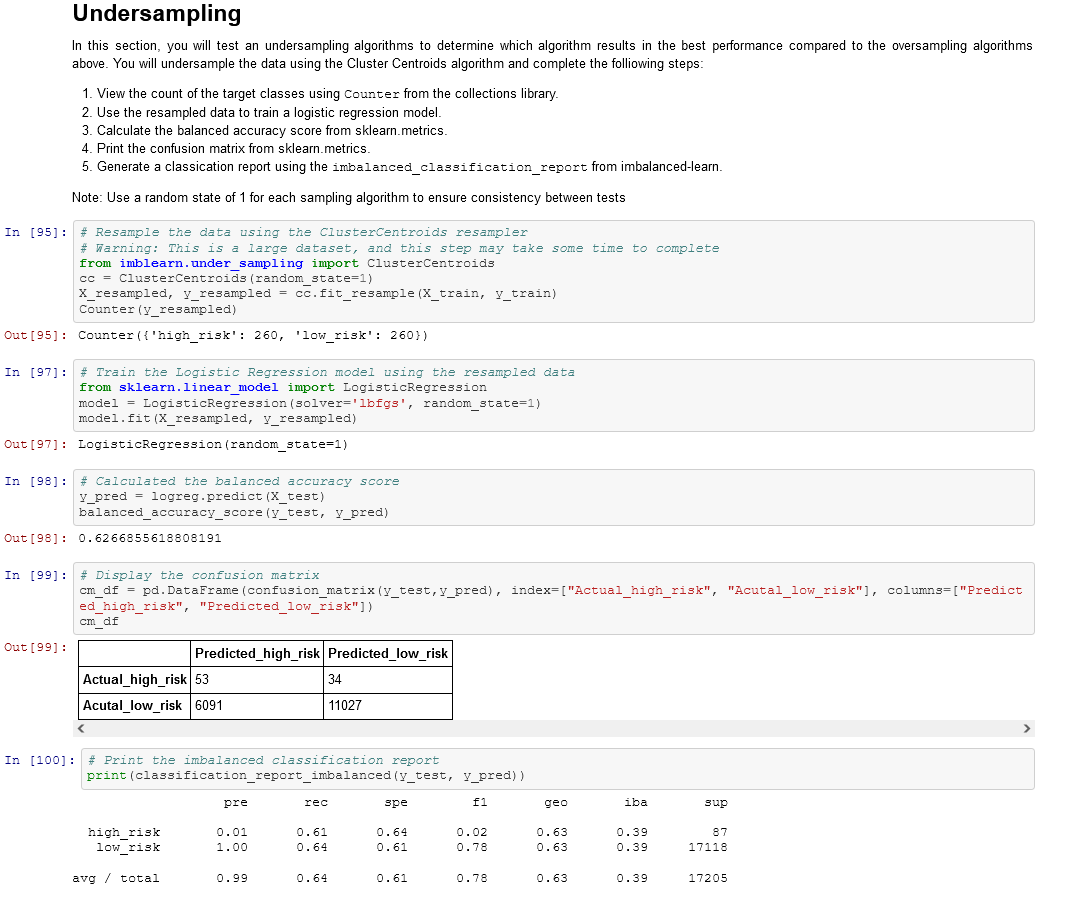 Undersampling
In this section, you will test an undersampling algorithms to determine which algorithm results in the best performance compared to the oversampling algorithms
above. You will undersample the data using the Cluster Centroids algorithm and complete the folliowing steps:
1. View the count of the target classes using Counter from the collections library.
2. Use the resampled data to train a logistic regression model.
3. Calculate the balanced accuracy score from sklearn.metrics.
4. Print the confusion matrix from sklearn.metrics.
5. Generate a classication report using the imbalanced_classification_report from imbalanced-learn.
Note: Use a random state of 1 for each sampling algorithm to ensure consistency between tests
In [95]: # Resample the data using the ClusterCentroids resampler
# Warning: This is a large dataset, and this step may take some time to complete
from imblearn.under_sampling import ClusterCentroids
cc = ClusterCentroids(random_state=1)
X_resampled, y_resampled = cc.fit_resample(X_train, y_train)
Counter(y_resampled)
Out[95]: Counter({'high_risk': 260, 'low_risk': 260})
In [97]: # Train the Logistic Regression model using the resampled data
from sklearn.linear_model import LogisticRegression
model = LogisticRegression(solver='lbfgs', random_state=1)
model.fit(X_resampled, y_resampled)
Out[97]: LogisticRegression(random_state=1)
In [98]: # Calculated the balanced accuracy score
y_pred = logreg.predict(X_test)
balanced_accuracy_score(y_test, y_pred)
Out[98]: 0.6266855618808191
In [99]: # Display the confusion matrix
cm_df = pd.DataFrame(confusion_matrix(y_test,y_pred), index=["Actual_high_risk", "Acutal_low_risk"], columns=["Predict
ed_high_risk", "Predicted_low_risk"])
cm_df
Out[99]:
Predicted_high_risk Predicted_low_risk
Actual_high_risk 53 34
Acutal_low_risk 6091 11027
In [100]: # Print the imbalanced classification report
print(classification_report_imbalanced(y_test, y_pred))
pre rec spe f1 geo iba sup
high_risk 0.01 0.61 0.64 0.02 0.63 0.39 87
low_risk 1.00 0.64 0.61 0.78 0.63 0.39 17118
avg / total 0.99 0.64 0.61 0.78 0.63 0.39 17205